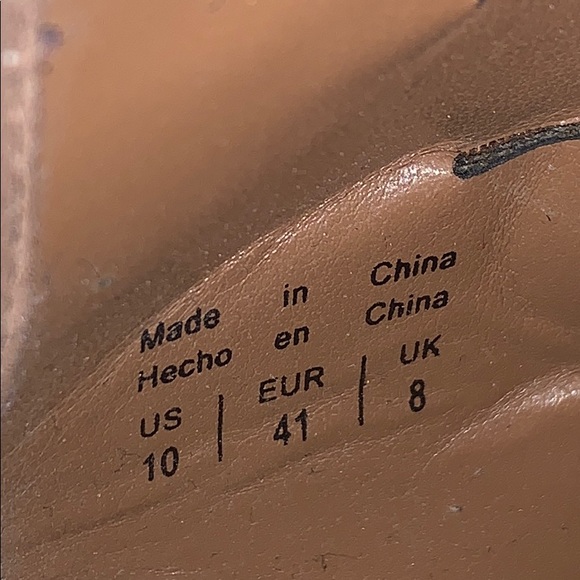 Made in China
Hecho en China
US | EUR | UK
10 | 41 | 8